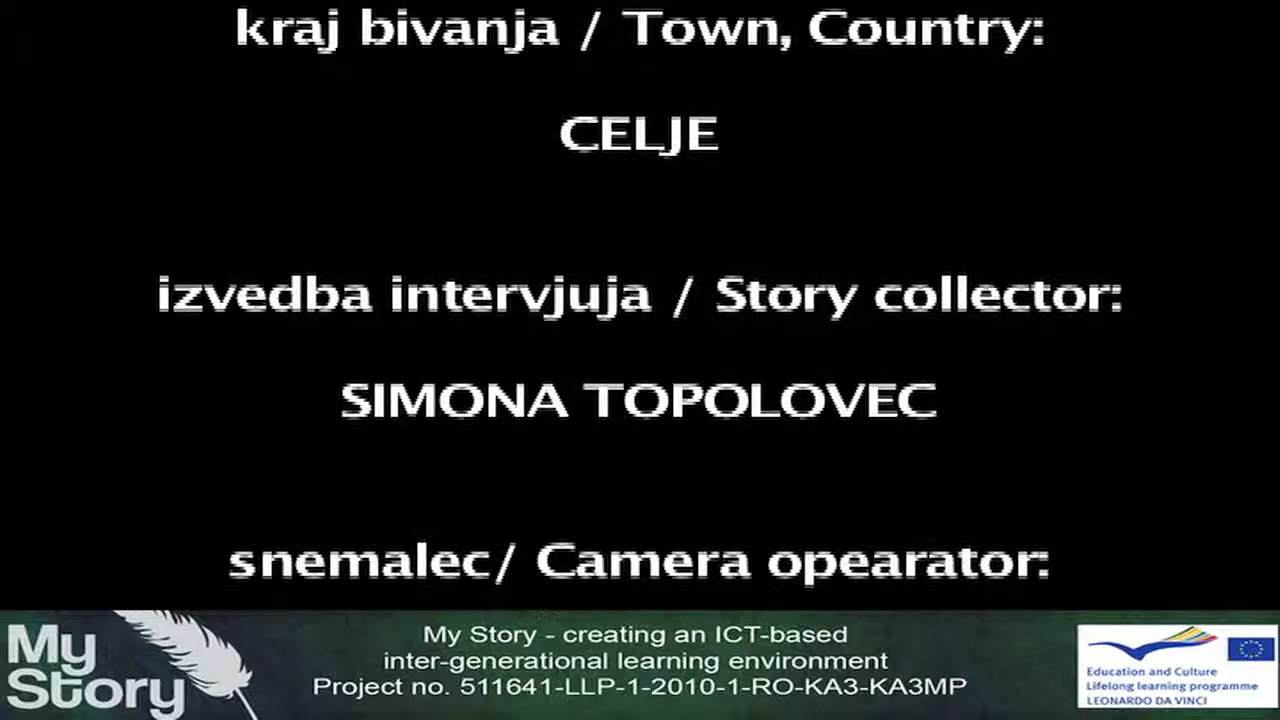 kraj bivanja / Town, Country:
CELJE
izvedba intervjuja / Story collector:
SIMONA TOPOLOVEC
snemalec/ Camera opearator:
My Story
My Story - creating an ICT-based
inter-generational learning environment
Project no. 511641-LLP-1-2010-1-RO-KA3-KA3MP
Education and Culture
Lifelong learning programme
LEONARDO DA VINCI